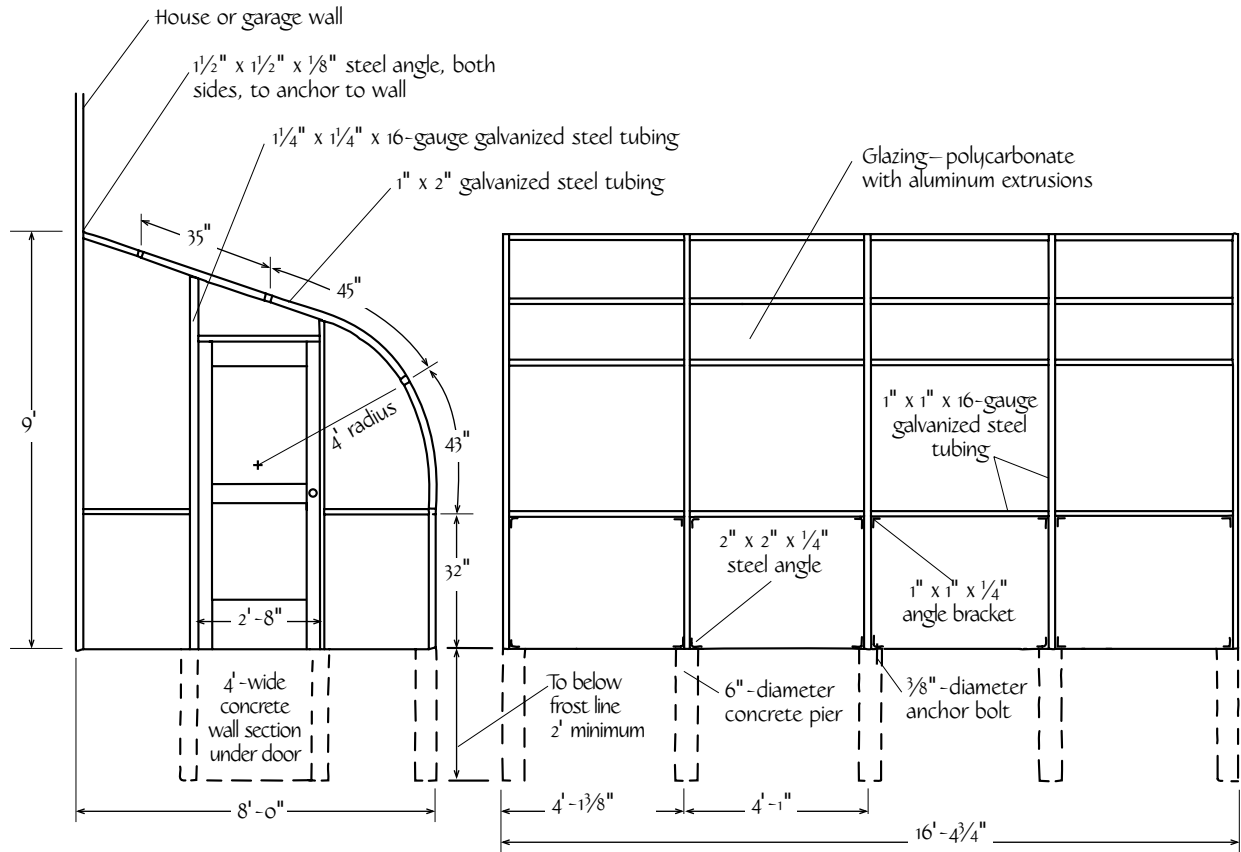 House or garage wall
1½" x 1½" x ⅛" steel angle, both
sides, to anchor to wall
1¼" x 1¼" x 16-gauge galvanized steel tubing
1" x 2" galvanized steel tubing
Glazing–polycarbonate
with aluminum extrusions
35"
45"
9'
4' radius
43"
1" x 1" x 16-gauge
galvanized steel
tubing
32"
2" x 2" x ¼"
steel angle
1" x 1" x ¼"
angle bracket
2'-8"
4'-wide
concrete
wall section
under door
To below
frost line
2' minimum
6"-diameter
concrete pier
⅜"-diameter
anchor bolt
8'-0"
4'-1⅜"
4'-1"
16'-4¾"